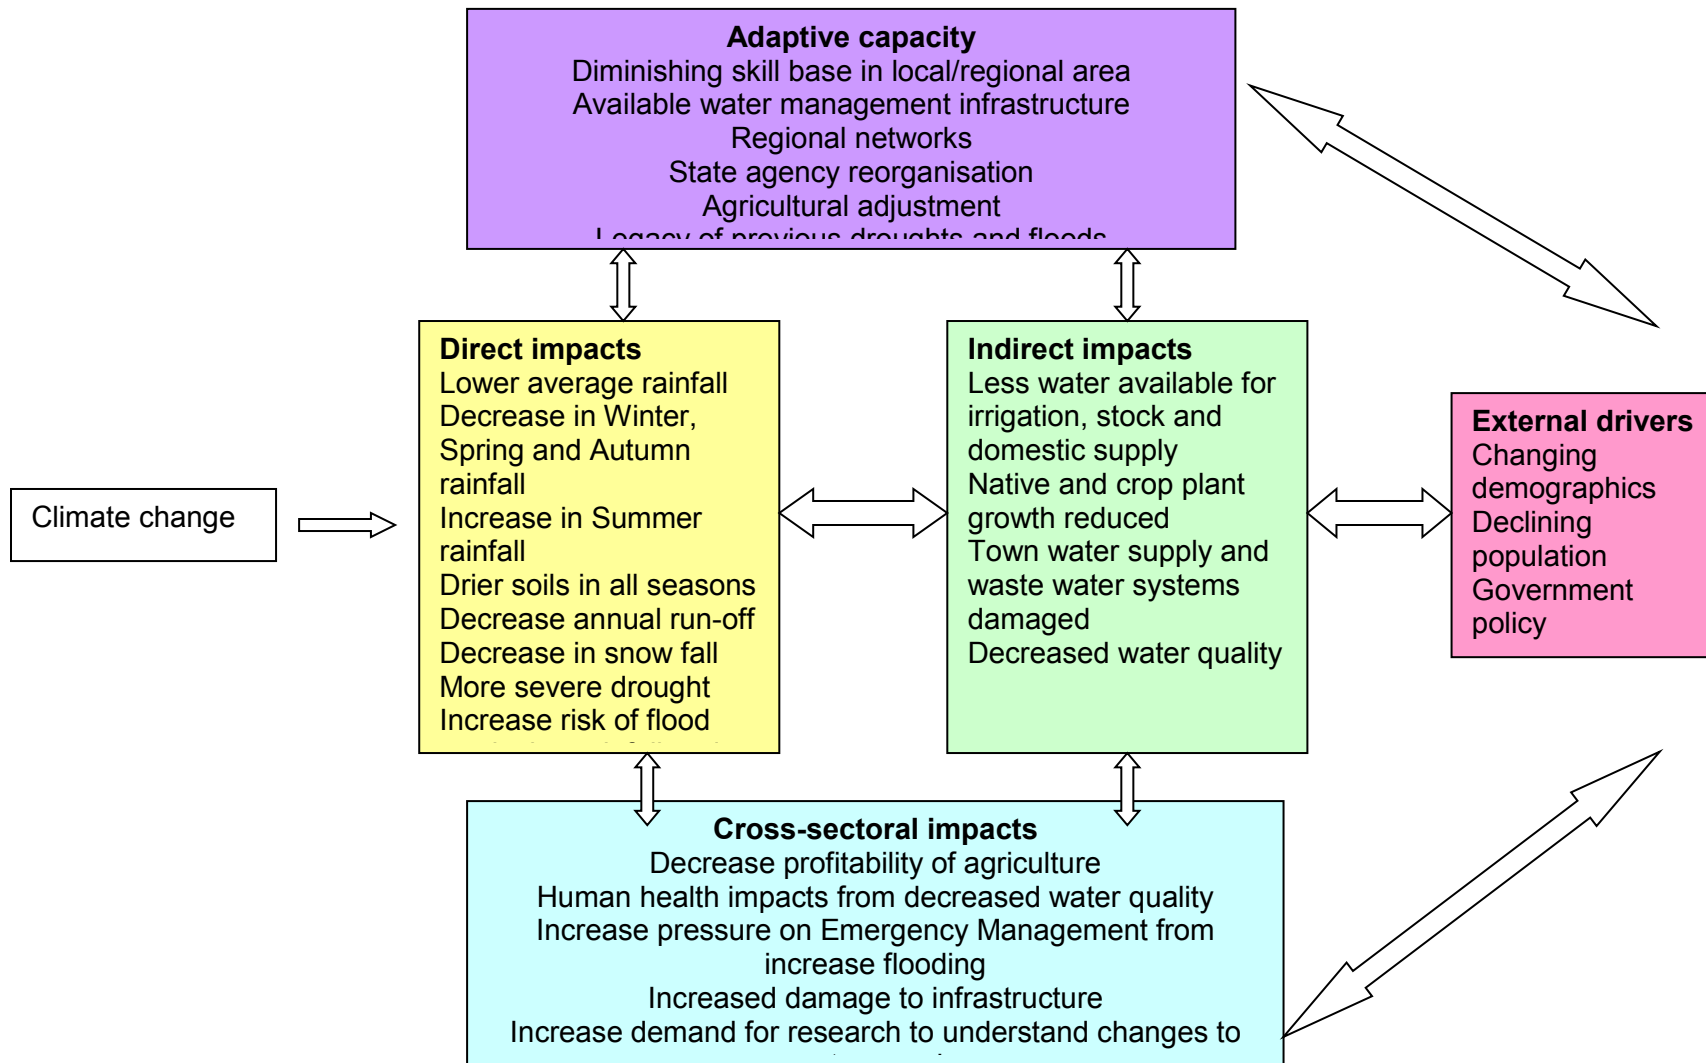 Adaptive capacity
Diminishing skill base in local/regional area
Available water management infrastructure
Regional networks
State agency reorganisation
Agricultural adjustment
Legacy of previous droughts and floods
Climate change
Direct impacts
Lower average rainfall
Decrease in Winter,
Spring and Autumn
rainfall
Increase in Summer
rainfall
Drier soils in all seasons
Decrease annual run-off
Decrease in snow fall
More severe drought
Increase risk of flood
Indirect impacts
Less water available for
irrigation, stock and
domestic supply
Native and crop plant
growth reduced
Town water supply and
waste water systems
damaged
Decreased water quality
External drivers
Changing
demographics
Declining
population
Government
policy
Cross-sectoral impacts
Decrease profitability of agriculture
Human health impacts from decreased water quality
Increase pressure on Emergency Management from
increase flooding
Increased damage to infrastructure
Increase demand for research to understand changes to